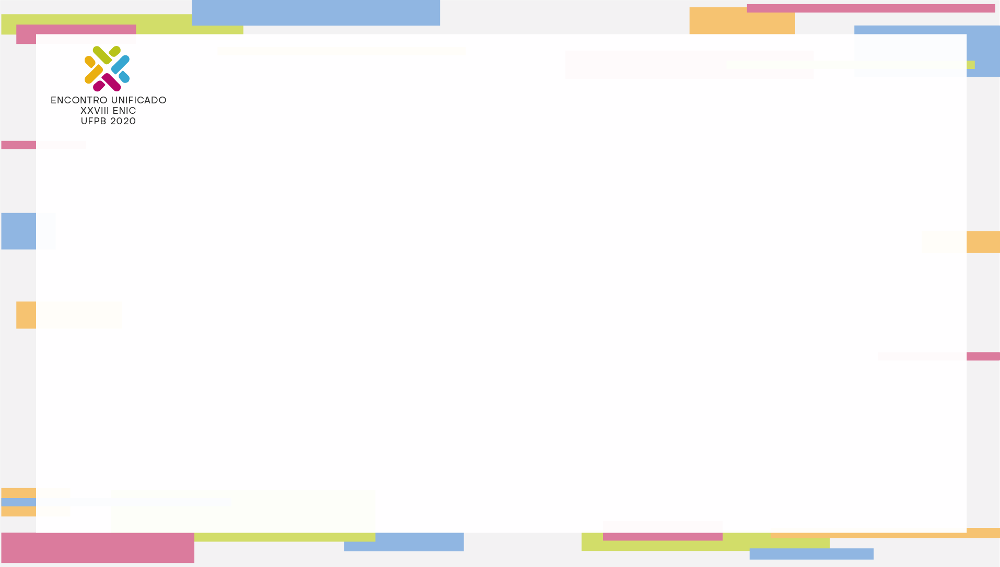 ENCONTRO UNIFICADO
XXVIII ENIC
UFPB 2020